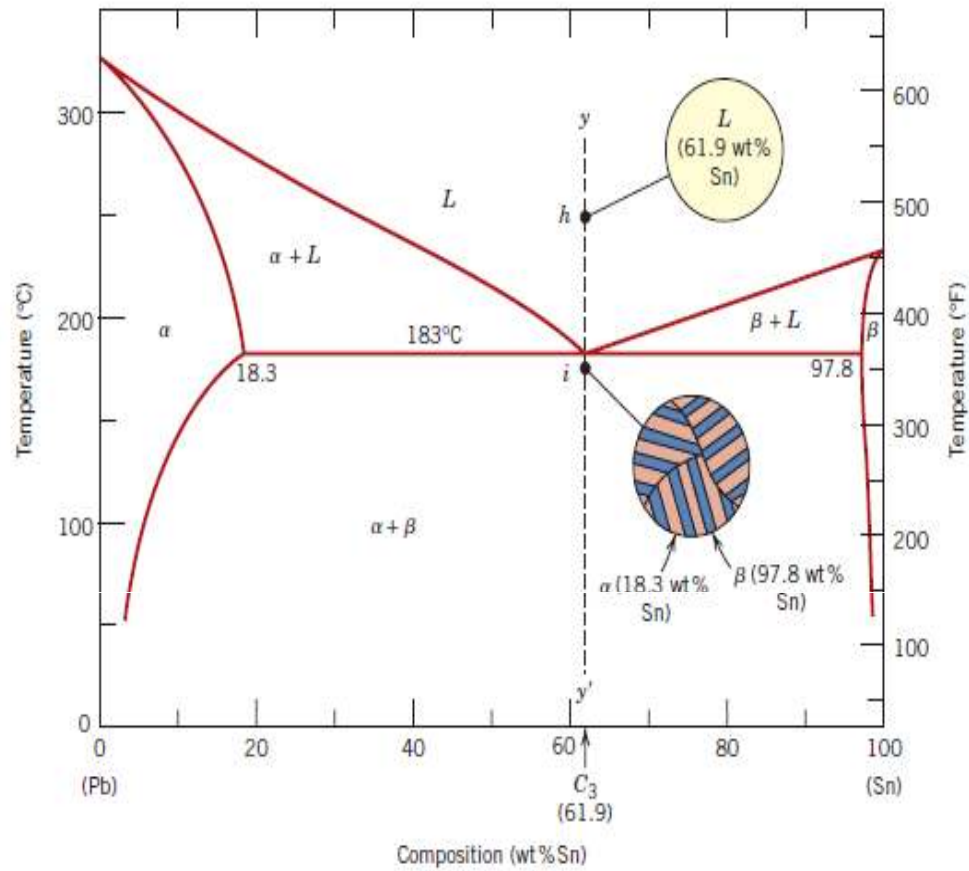 L
(61.9 wt%
Sn)
y
600
300
L
h
500
α + L
Temperature (°C)
Temperature (°F)
400
200
β + L
α
183°C
β
18.3
i
97.8
300
100
α + β
200
α (18.3 wt%
Sn)
β (97.8 wt%
Sn)
100
y'
0
0
20
40
60
80
100
(Pb)
C3
(Sn)
(61.9)
Composition (wt% Sn)